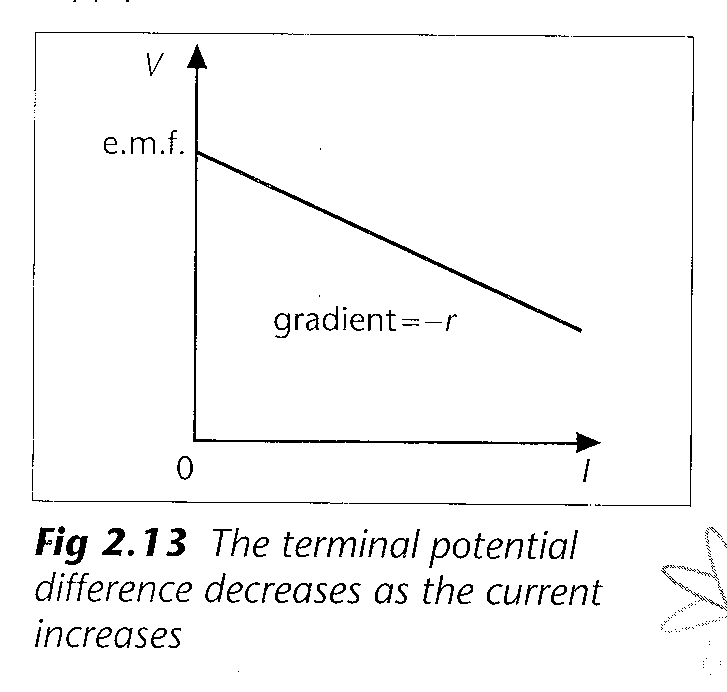 V
e.m.f.
gradient=−r
0
I
Fig 2.13 The terminal potential
difference decreases as the current
increases